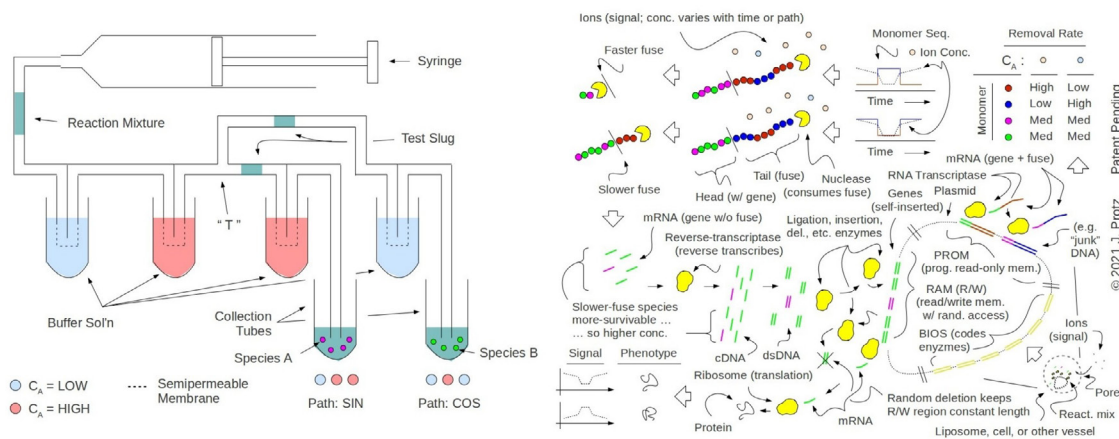 Syringe
Reaction Mixture
Test Slug
"T"
Buffer Sol'n
Collection
Tubes
Species A
Species B
C_A = LOW
C_A = HIGH
Semipermeable
Membrane
Path: SIN
Path: COS
Ions (signal; conc. varies with time or path)
Faster fuse
Slower fuse
Head (w/ gene)
Tail (fuse)
Nuclease
(consumes fuse)
Monomer Seq.
Ion Conc.
Time
Time
Removal Rate
C_A :
Monomer
High Low
Low High
Med Med
Med Med
mRNA (gene + fuse)
RNA Transcriptase
Plasmid
Genes
(self-inserted)
mRNA (gene w/o fuse)
Reverse-transcriptase
(reverse transcribes)
Ligation, insertion,
del., etc. enzymes
(e.g.
"junk"
DNA)
PROM
(prog. read-only mem.)
RAM (R/W)
(read/write mem.
w/ rand. access)
BIOS (codes
enyzmes)
Ions
(signal)
Slower-fuse species
more-survivable ...
... so higher conc.
cDNA
dsDNA
Signal
Phenotype
Ribosome (translation)
Protein
mRNA
Random deletion keeps
R/W region constant length
Pore
React. mix
Liposome, cell, or other vessel
© 2021 J. Protz
Patent Pending